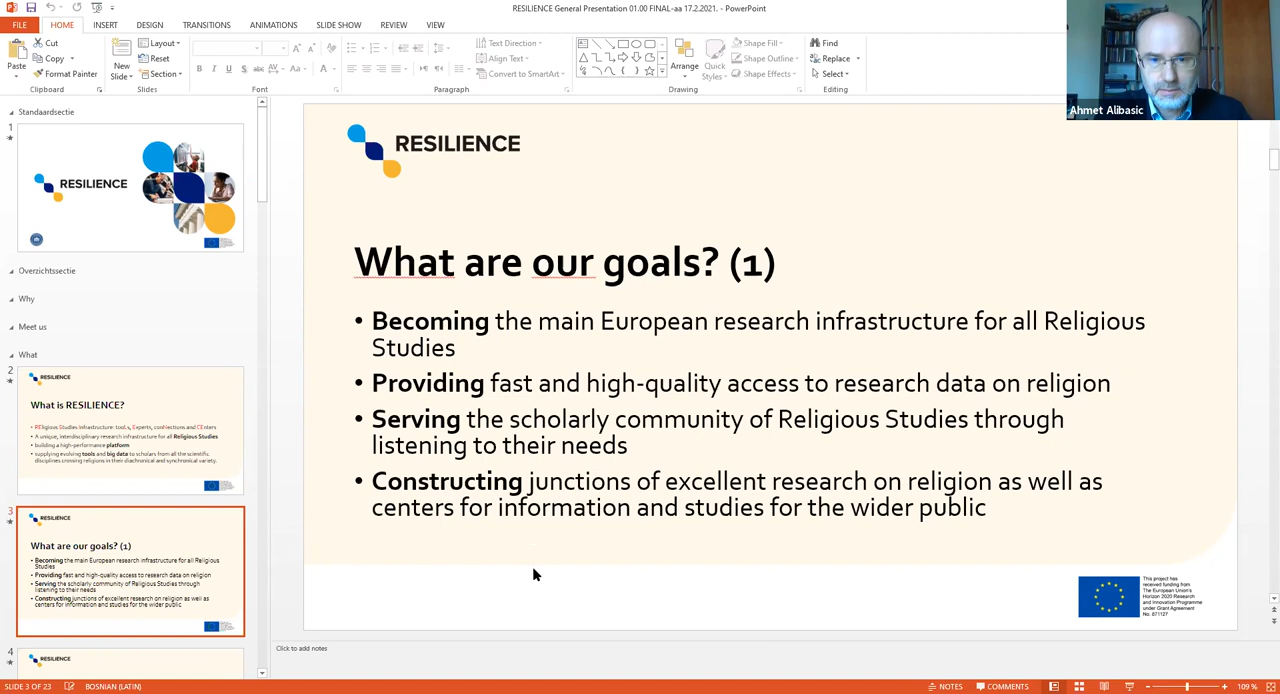 RESILIENCE General Presentation 01.00 FINAL-aa 17.2.2021. - PowerPoint
FILE
HOME
INSERT
DESIGN
TRANSITIONS
ANIMATIONS
SLIDE SHOW
REVIEW
VIEW
Paste
Cut
Copy
Format Painter
Clipboard
New
Slide
Layout
Reset
Section
Slides
B I U S abc AV Aa A
Font
Text Direction
Align Text
Convert to SmartArt
Paragraph
Arrange
Quick
Styles
Shape Fill
Shape Outline
Shape Effects
Drawing
Find
Replace
Select
Editing
Ahmet Alibasic
Standaardsectie
1
RESILIENCE
Overzichtssectie
Why
Meet us
What
2
RESILIENCE
What is RESILIENCE?
• REligious Studies Infrastructure: tooLs, Experts, conNections and CEnters
• A unique, interdisciplinary research infrastructure for all Religious Studies
• building a high-performance platform
• supplying evolving tools and big data to scholars from all the scientific
disciplines crossing religions in their diachronical and synchronical variety.
3
RESILIENCE
What are our goals? (1)
• Becoming the main European research infrastructure for all Religious
Studies
• Providing fast and high-quality access to research data on religion
• Serving the scholarly community of Religious Studies through
listening to their needs
• Constructing junctions of excellent research on religion as well as
centers for information and studies for the wider public
4
RESILIENCE
RESILIENCE
What are our goals? (1)
• Becoming the main European research infrastructure for all Religious
Studies
• Providing fast and high-quality access to research data on religion
• Serving the scholarly community of Religious Studies through
listening to their needs
• Constructing junctions of excellent research on religion as well as
centers for information and studies for the wider public
This project has
received funding from
The European Union's
Horizon 2020 Research
and Innovation Programme
under Grant Agreement
No. 871127
Click to add notes
SLIDE 3 OF 23
BOSNIAN (LATIN)
NOTES
COMMENTS
109 %